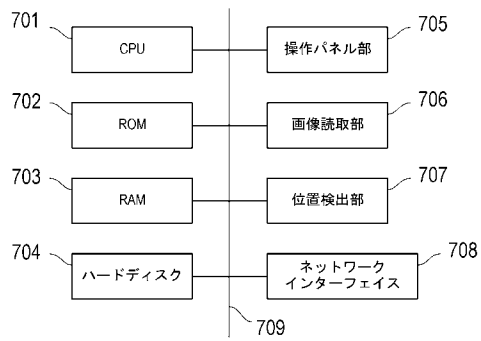 701
CPU
705
操作パネル部
702
ROM
706
画像読取部
703
RAM
707
位置検出部
704
ハードディスク
708
ネットワーク
インターフェイス
709